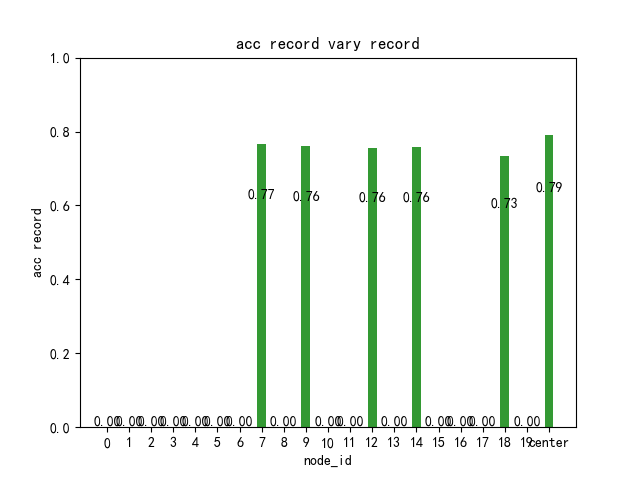 acc record vary record
1.0
0.8
0.6
0.4
0.2
0.0
acc record
0.00 0.00 0.00 0.00 0.00 0.00 0.00 0.77 0.00 0.76 0.00 0.00 0.76 0.00 0.76 0.00 0.00 0.00 0.73 0.00 0.79
0 1 2 3 4 5 6 7 8 9 10 11 12 13 14 15 16 17 18 19 center
node_id